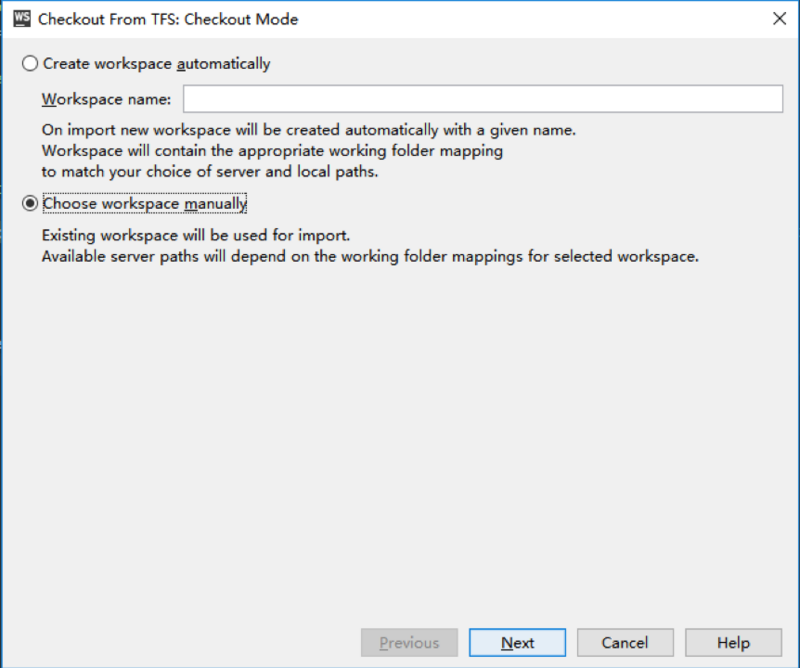 WS Checkout From TFS: Checkout Mode
Create workspace automatically
Workspace name:
On import new workspace will be created automatically with a given name.
Workspace will contain the appropriate working folder mapping
to match your choice of server and local paths.
Choose workspace manually
Existing workspace will be used for import.
Available server paths will depend on the working folder mappings for selected workspace.
Previous Next Cancel Help